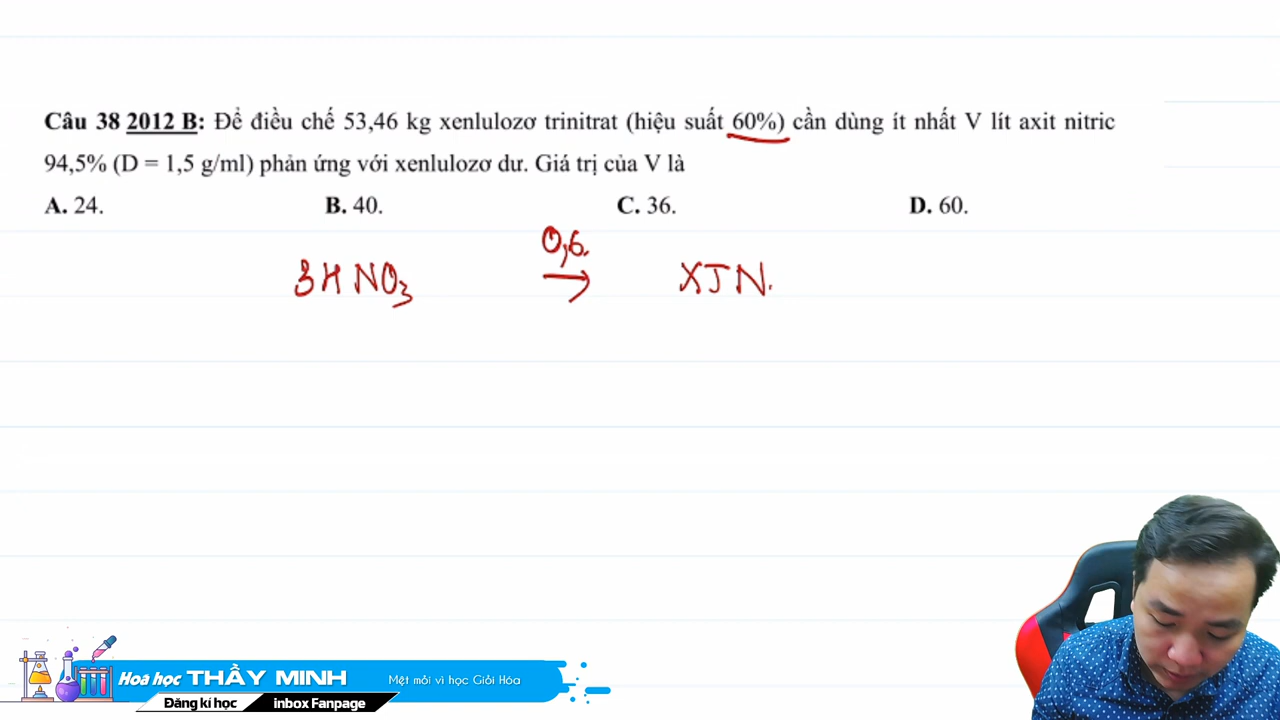 Câu 38 2012 B: Để điều chế 53,46 kg xenlulozơ trinitrat (hiệu suất 60%) cần dùng ít nhất V lít axit nitric
94,5% (D = 1,5 g/ml) phản ứng với xenlulozơ dư. Giá trị của V là
A. 24. B. 40. C. 36. D. 60.
0,6.
3HNO3 → XTN.
Hoá học THẦY MINH Mệt mỏi vì học Giỏi Hóa
Đăng kí học inbox Fanpage